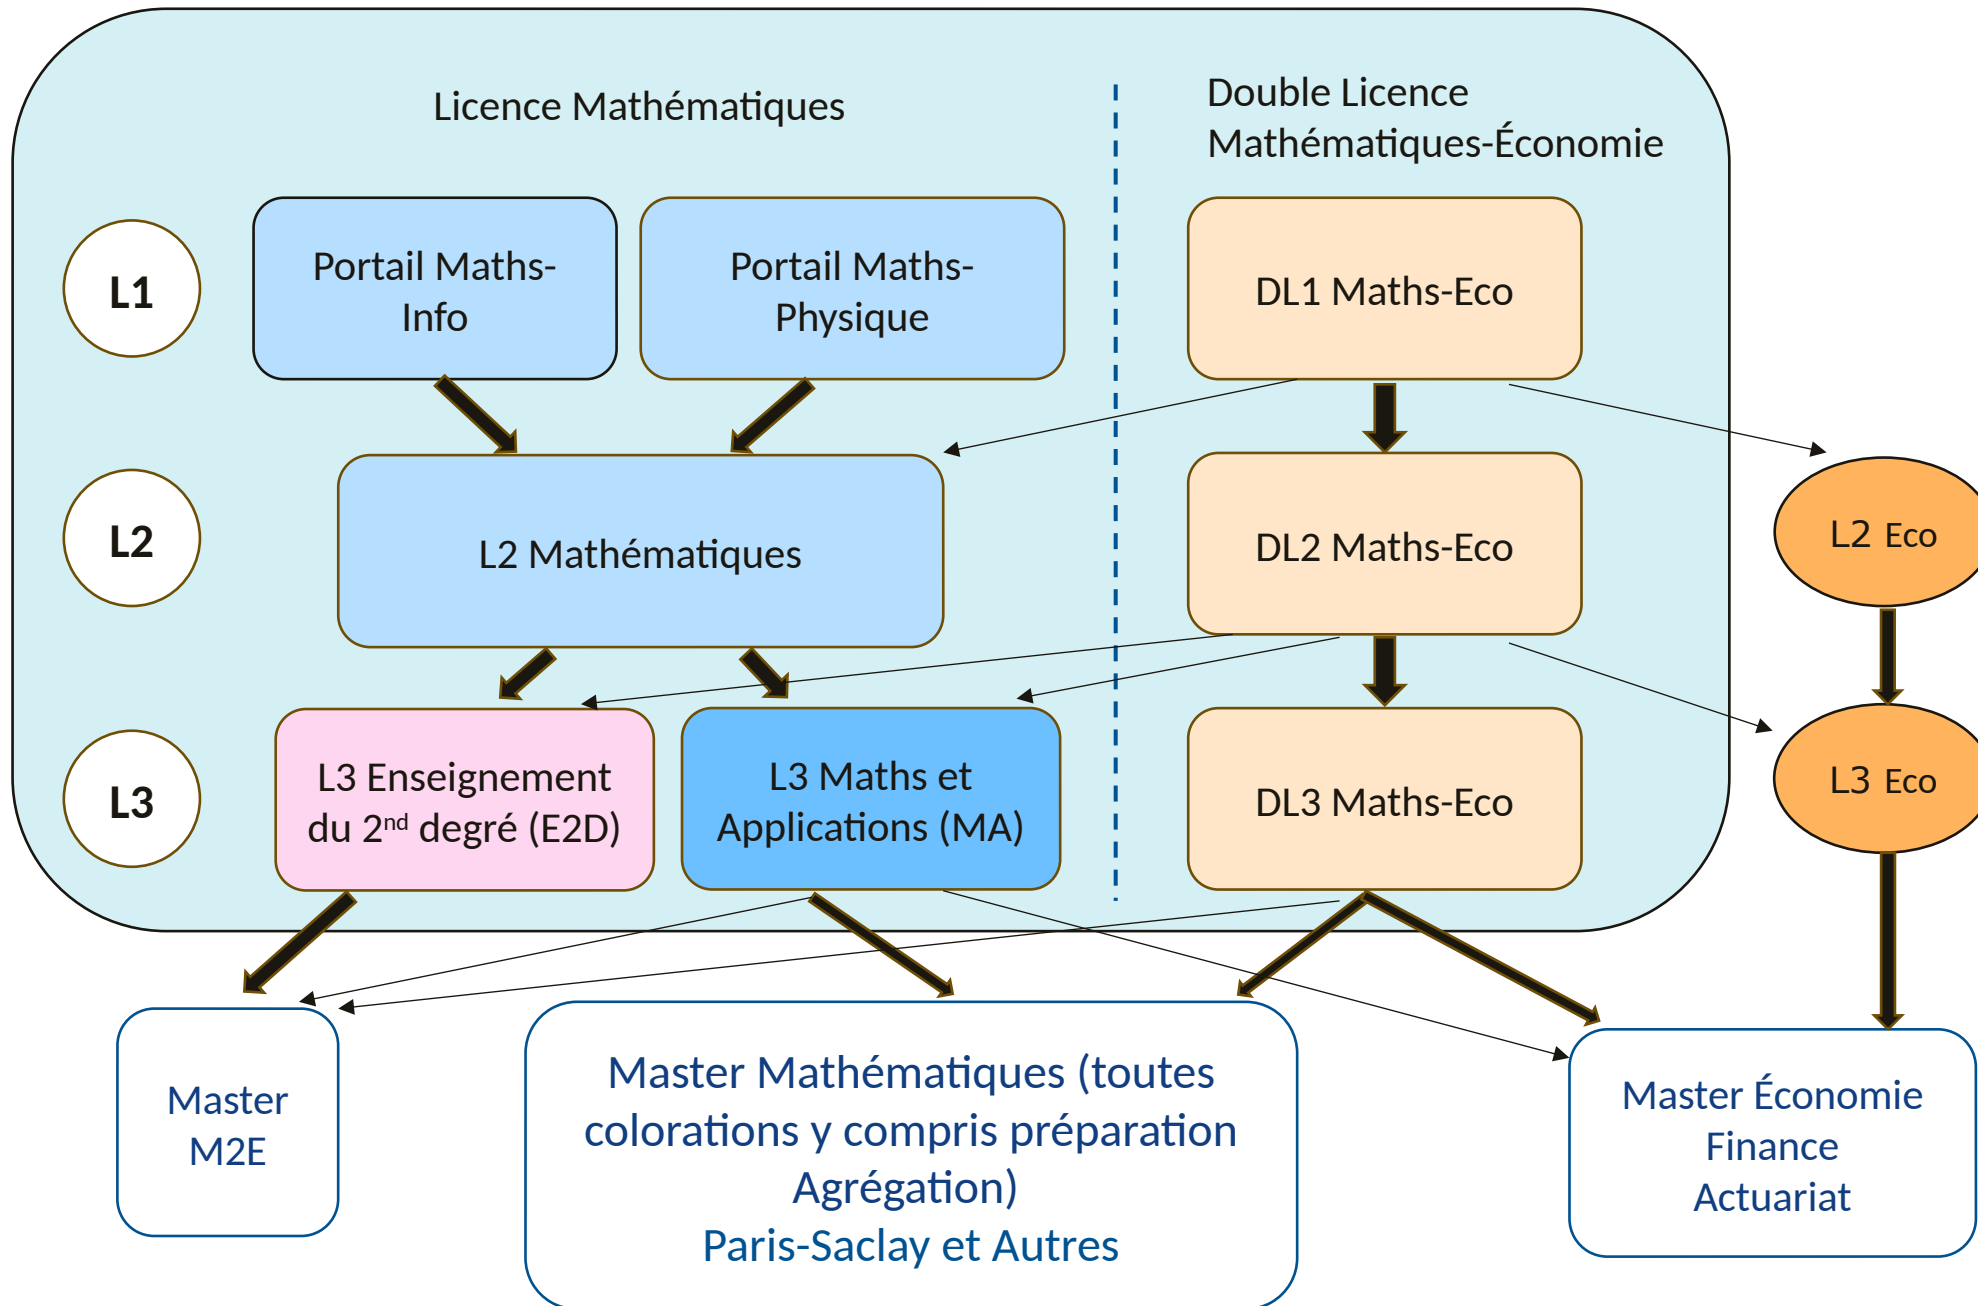 Licence Mathématiques
Double Licence
Mathématiques-Économie
L1
Portail Maths-
Info
Portail Maths-
Physique
DL1 Maths-Eco
L2
L2 Mathématiques
DL2 Maths-Eco
L2 Eco
L3
L3 Enseignement
du 2nd degré (E2D)
L3 Maths et
Applications (MA)
DL3 Maths-Eco
L3 Eco
Master
M2E
Master Mathématiques (toutes
colorations y compris préparation
Agrégation)
Paris-Saclay et Autres
Master Économie
Finance
Actuariat